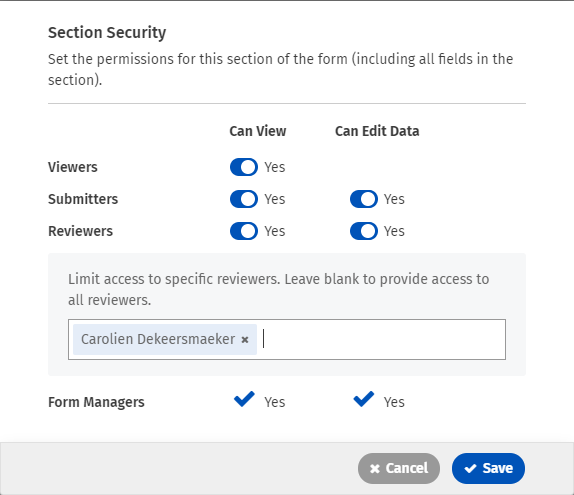 Section Security
Set the permissions for this section of the form (including all fields in the
section).
Can View Can Edit Data
Viewers Yes
Submitters Yes Yes
Reviewers Yes Yes
Limit access to specific reviewers. Leave blank to provide access to
all reviewers.
Carolien Dekeersmaeker ×
Form Managers Yes Yes
Cancel Save